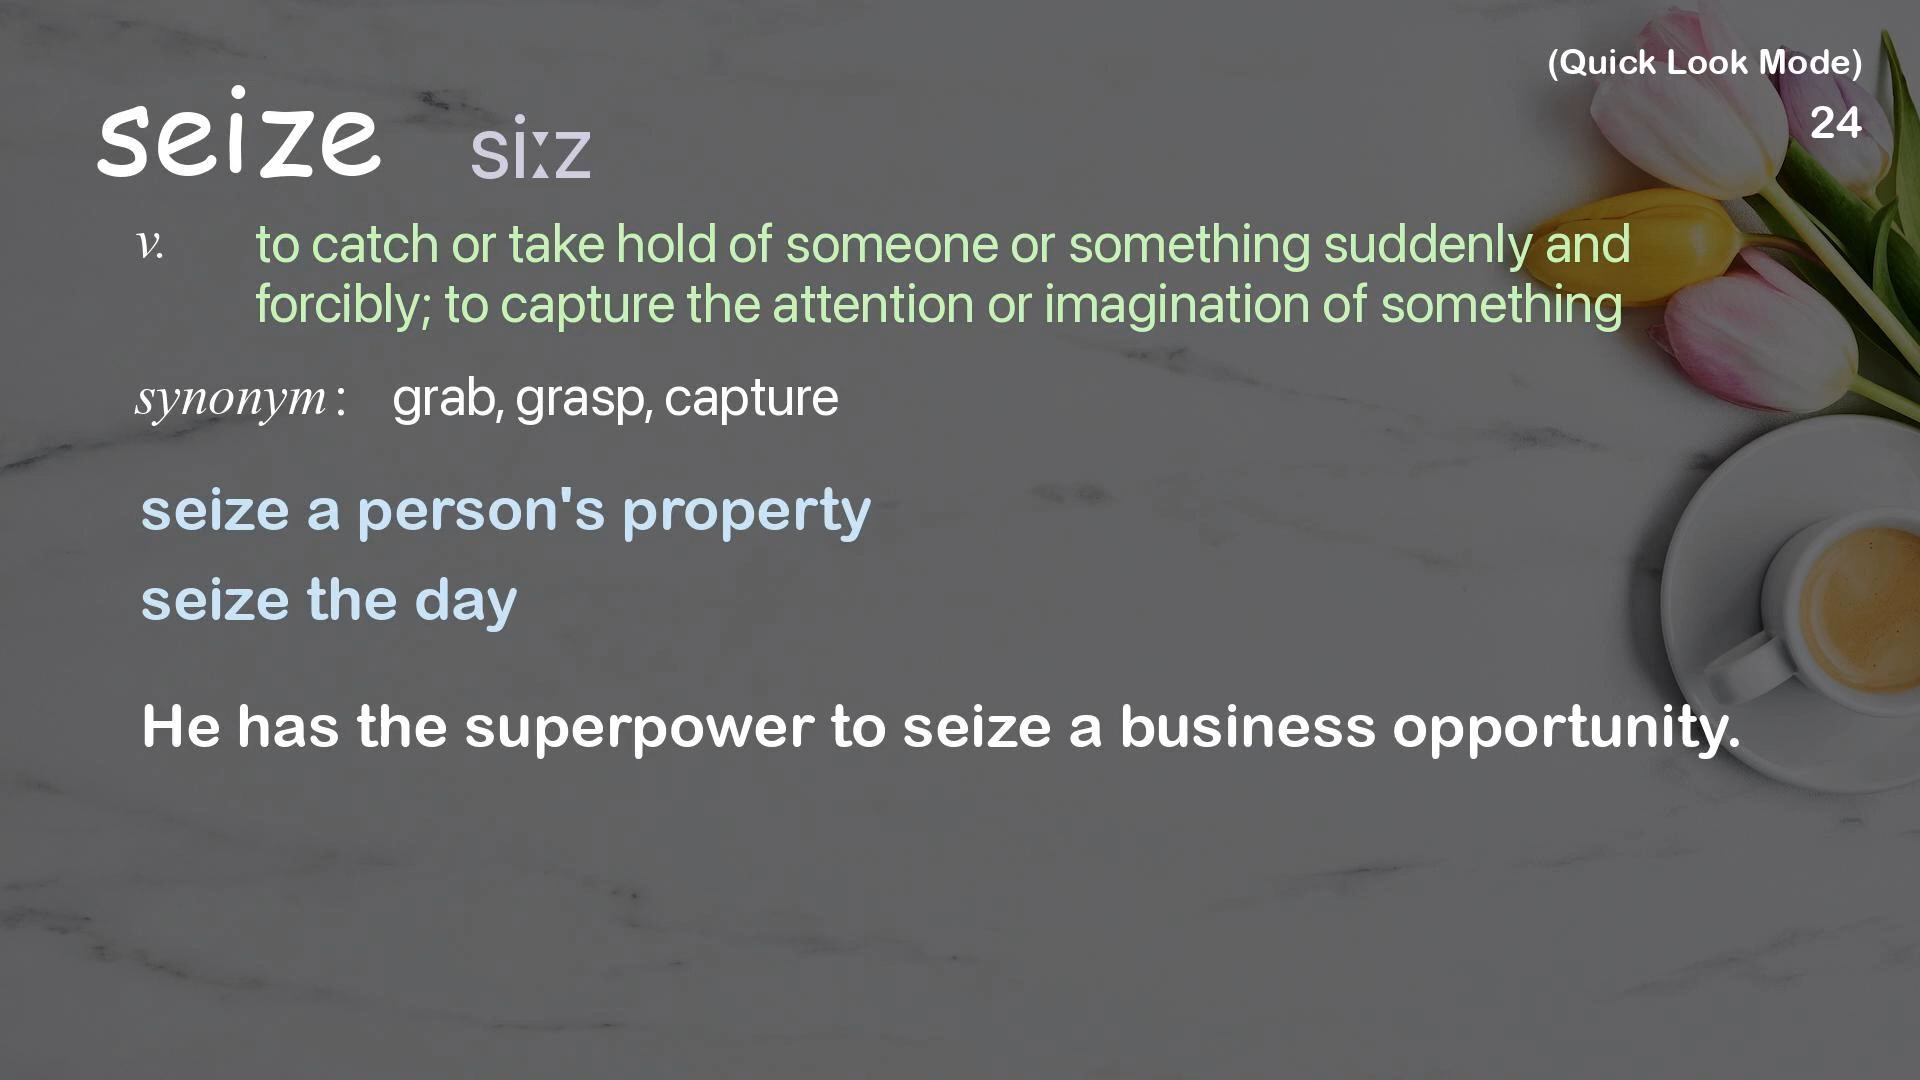 (Quick Look Mode)
24
seize siːz
v. to catch or take hold of someone or something suddenly and
forcibly; to capture the attention or imagination of something
synonym: grab, grasp, capture
seize a person's property
seize the day
He has the superpower to seize a business opportunity.